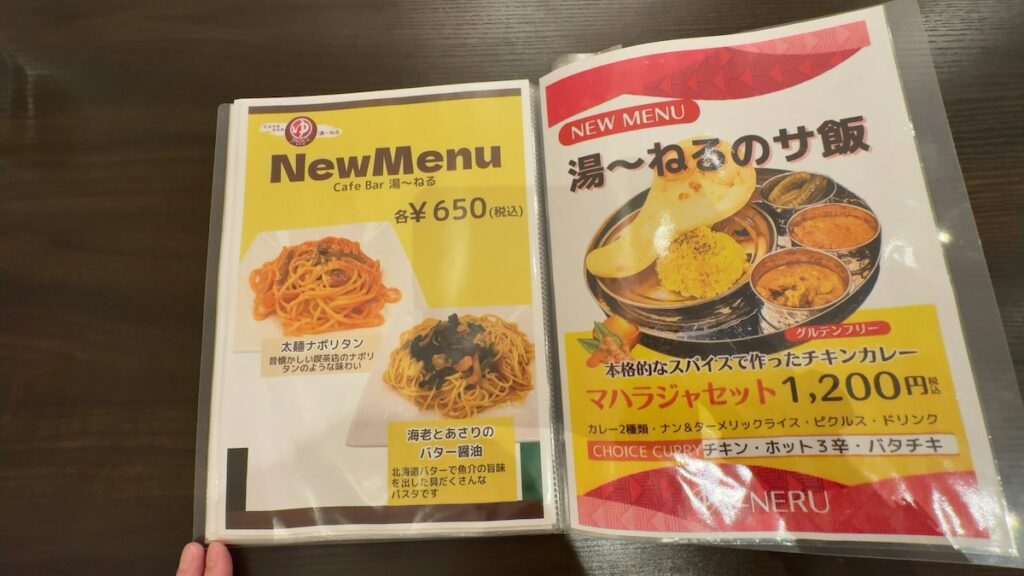 CAFE BAR
ゆ
湯〜ねる
NewMenu
Cafe Bar 湯〜ねる
各¥650(税込)
太麺ナポリタン
昔懐かしい喫茶店のナポリ
タンのような味わい
海老とあさりの
バター醤油
北海道バターで魚介の旨味
を出した具だくさんな
パスタです
NEW MENU
湯〜ねるのサ飯
グルテンフリー
本格的なスパイスで作ったチキンカレー
マハラジャセット1,200円税込
カレー2種類・ナン&ターメリックライス・ピクルス・ドリンク
CHOICE CURRY チキン・ホット3辛・バタチキ
-NERU